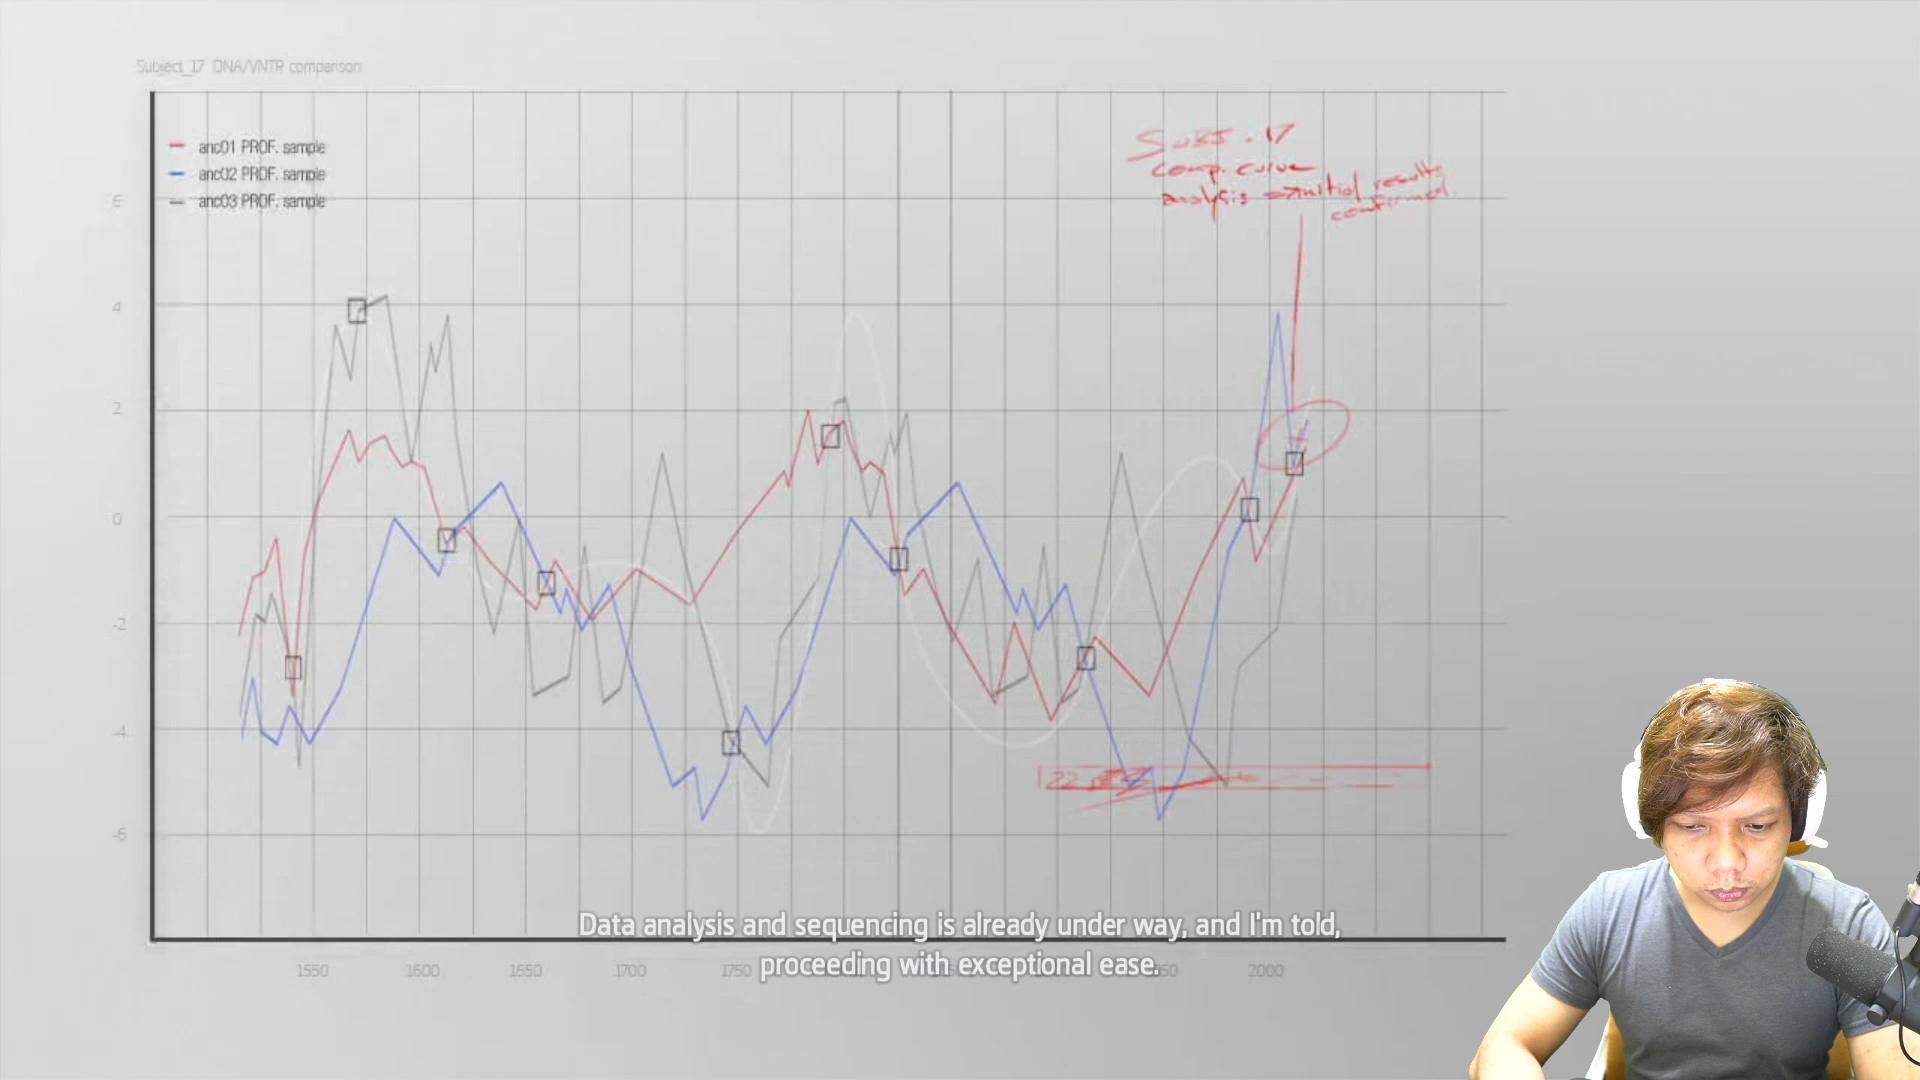 Subject_17 DNA/VNTR comparison
anc01 PROF. sample
anc02 PROF. sample
anc03 PROF. sample
SUBJ. 17
comp. curve
analysis => initial results
confirmed.
6
4
2
0
-2
-4
-6
22
Data analysis and sequencing is already under way, and I'm told,
proceeding with exceptional ease.
1550 1600 1650 1700 1750 2000